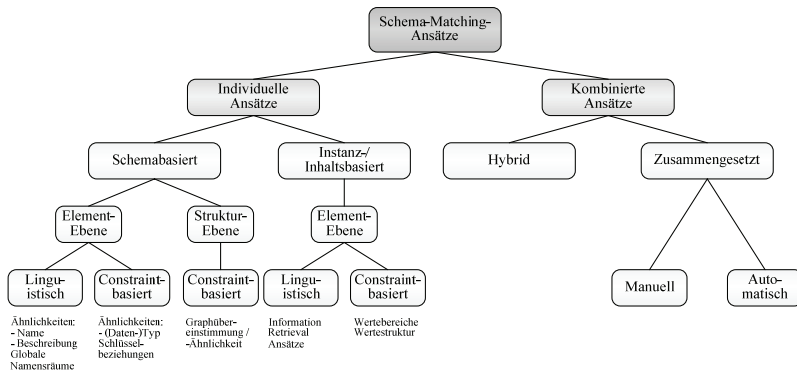 Schema-Matching-
Ansätze
Individuelle
Ansätze
Kombinierte
Ansätze
Schemabasiert
Instanz-/
Inhaltsbasiert
Hybrid
Zusammengesetzt
Element-
Ebene
Struktur-
Ebene
Element-
Ebene
Lingu-
istisch
Constraint-
basiert
Constraint-
basiert
Lingu-
istisch
Constraint-
basiert
Manuell
Auto-
matisch
Ähnlichkeiten:
- Name
- Beschreibung
Globale
Namensräume
Ähnlichkeiten:
- (Daten-)Typ
Schlüssel-
beziehungen
Graphüber-
einstimmung /
-Ähnlichkeit
Information
Retrieval
Ansätze
Wertebereiche
Wertestruktur